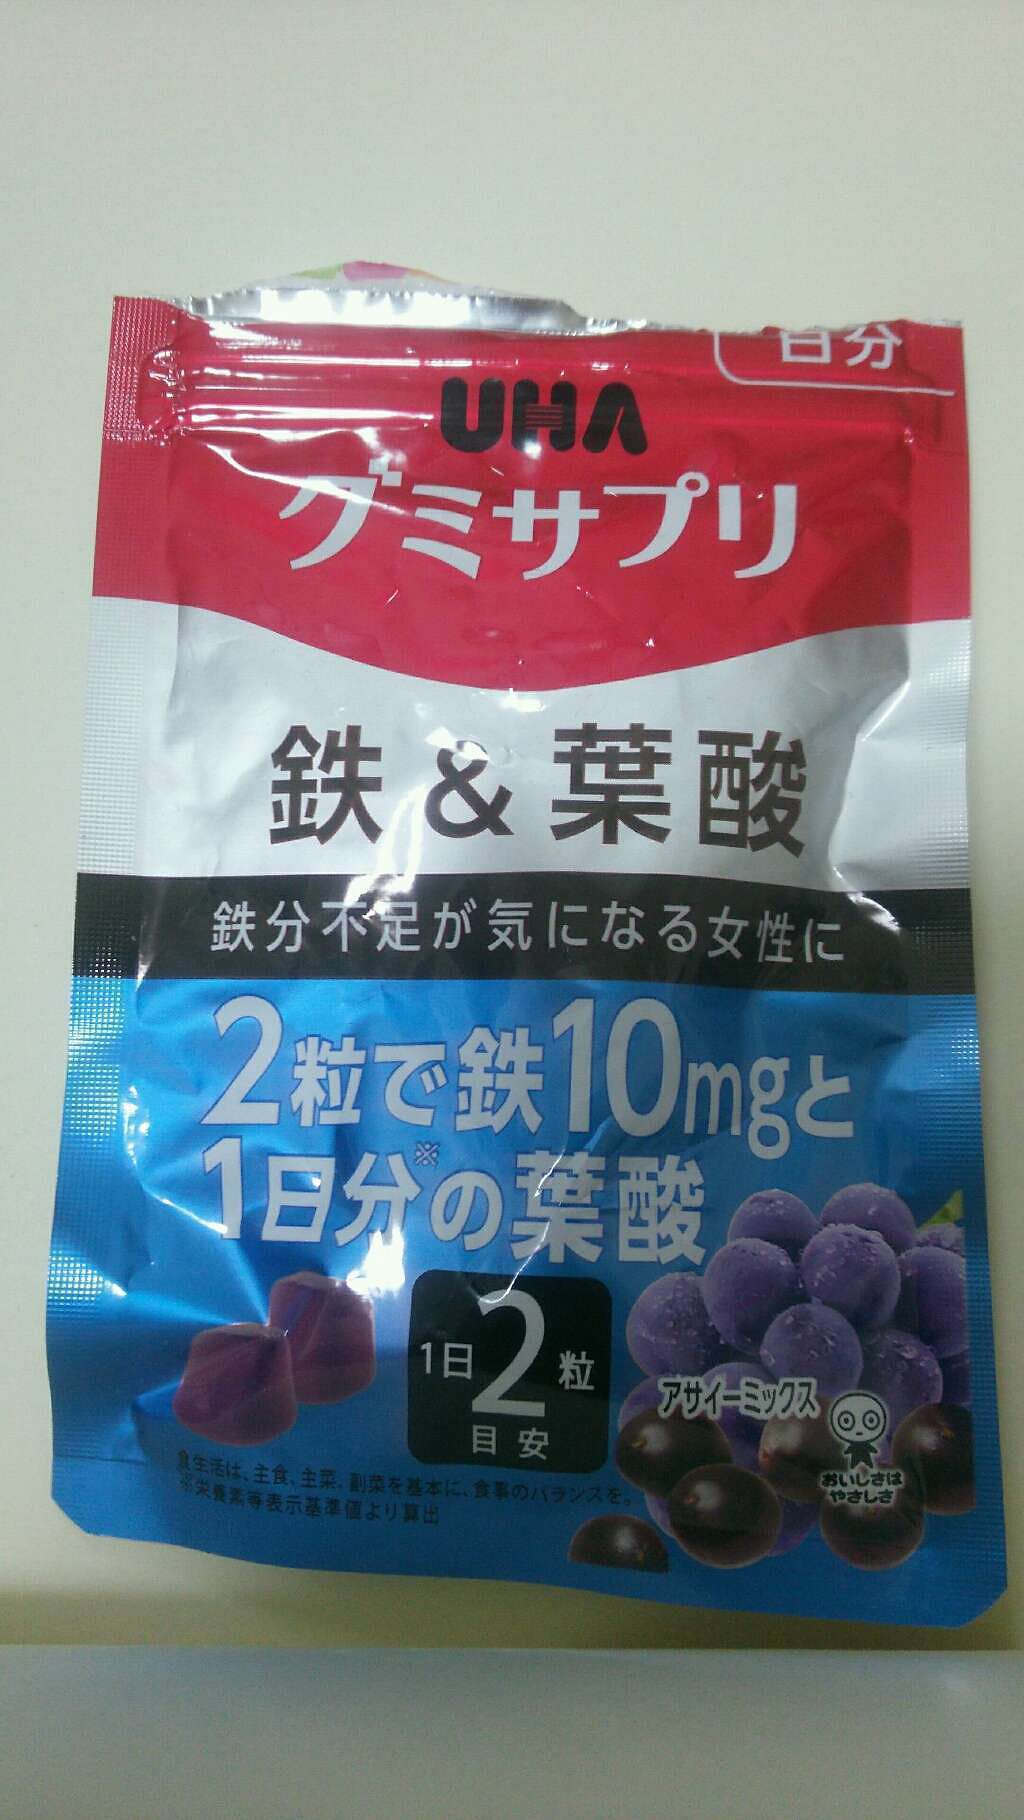 日分
UHA
グミサプリ
鉄&葉酸
鉄分不足が気になる女性に
2粒で鉄10mgと
1日分※の葉酸
1日2粒
目安
アサイーミックス
おいしさは
やさしさ
食生活は、主食、主菜、副菜を基本に、食事のバランスを。
※栄養素等表示基準値より算出